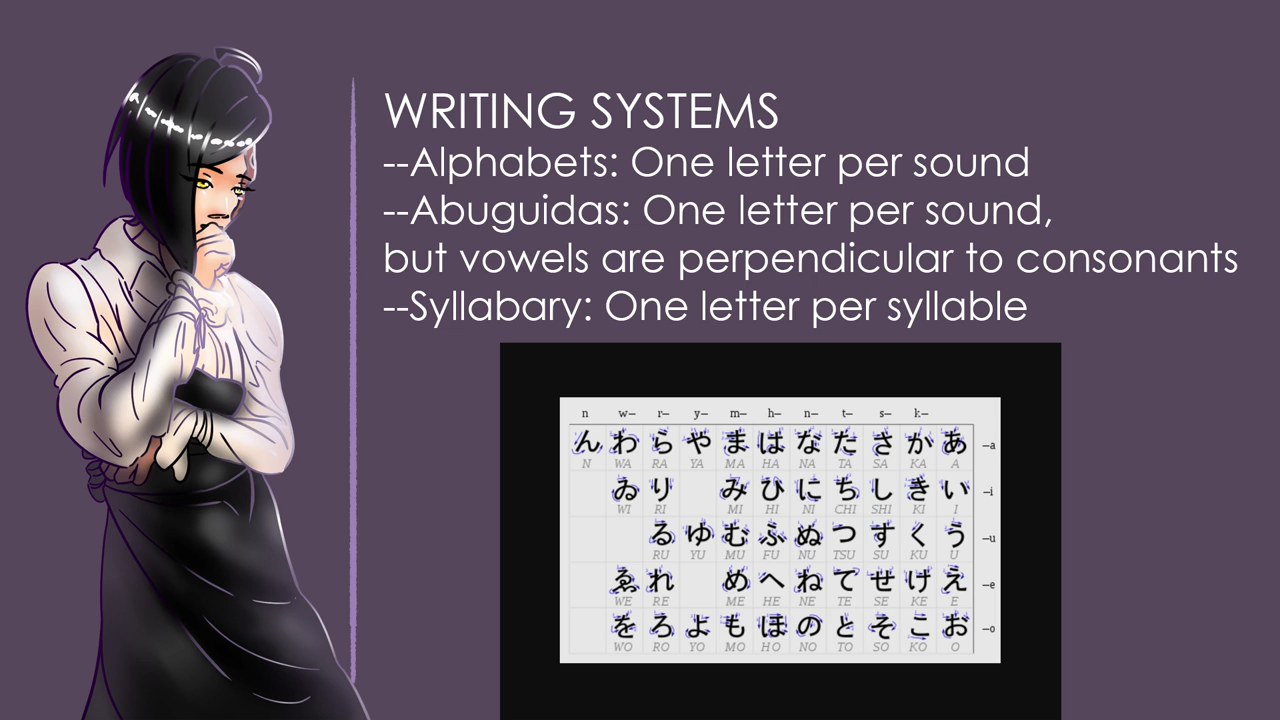 WRITING SYSTEMS
--Alphabets: One letter per sound
--Abuguidas: One letter per sound,
but vowels are perpendicular to consonants
--Syllabary: One letter per syllable
n w– r– y– m– h– n– t– s– k–
ん わ ら や ま は な た さ か あ –a
N WA RA YA MA HA NA TA SA KA A
ゐ り み ひ に ち し き い –i
WI RI MI HI NI CHI SHI KI I
る ゆ む ふ ぬ つ す く う –u
RU YU MU FU NU TSU SU KU U
ゑ れ め へ ね て せ け え –e
WE RE ME HE NE TE SE KE E
を ろ よ も ほ の と そ こ お –o
WO RO YO MO HO NO TO SO KO O